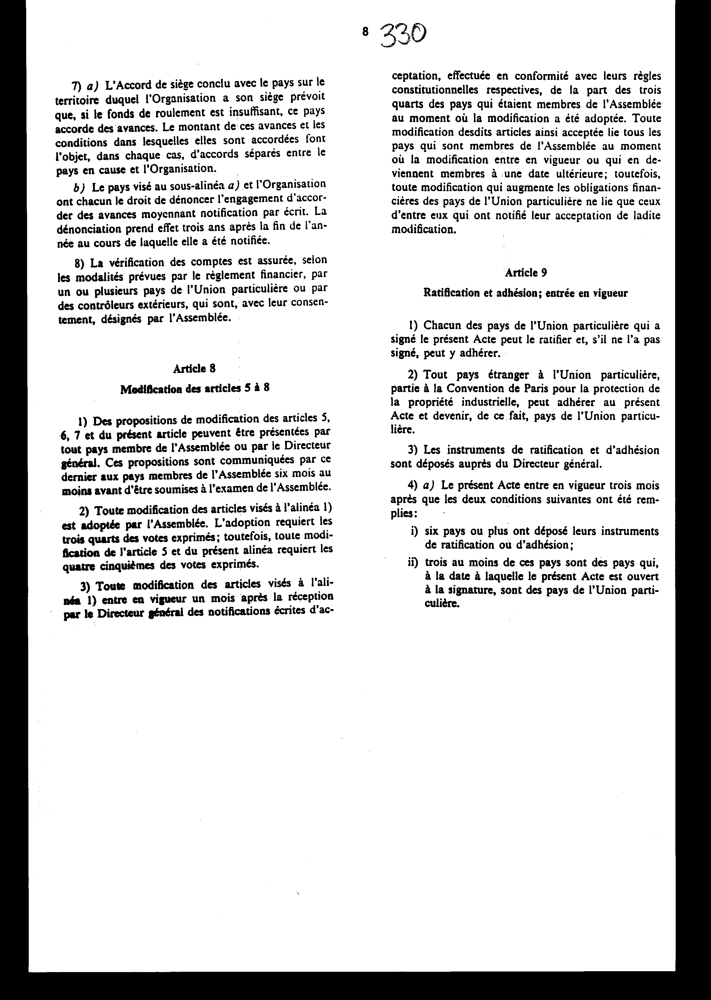 8 330
7) a) L'Accord de siège conclu avec le pays sur le
territoire duquel l'Organisation a son siège prévoit
que, si le fonds de roulement est insuffisant, ce pays
accorde des avances. Le montant de ces avances et les
conditions dans lesquelles elles sont accordées font
l'objet, dans chaque cas, d'accords séparés entre le
pays en cause et l'Organisation.
b) Le pays visé au sous-alinéa a) et l'Organisation
ont chacun le droit de dénoncer l'engagement d'accor-
der des avances moyennant notification par écrit. La
dénonciation prend effet trois ans après la fin de l'an-
née au cours de laquelle elle a été notifiée.
8) La vérification des comptes est assurée, selon
les modalités prévues par le règlement financier, par
un ou plusieurs pays de l'Union particulière ou par
des contrôleurs extérieurs, qui sont, avec leur consen-
tement, désignés par l'Assemblée.
Article 8
Modification des articles 5 à 8
1) Des propositions de modification des articles 5,
6, 7 et du présent article peuvent être présentées par
tout pays membre de l'Assemblée ou par le Directeur
général. Ces propositions sont communiquées par ce
dernier aux pays membres de l'Assemblée six mois au
moins avant d'être soumises à l'examen de l'Assemblée.
2) Toute modification des articles visés à l'alinéa 1)
est adoptée par l'Assemblée. L'adoption requiert les
trois quarts des votes exprimés; toutefois, toute modi-
fication de l'article 5 et du présent alinéa requiert les
quatre cinquièmes des votes exprimés.
3) Toute modification des articles visés à l'ali-
néa 1) entre en vigueur un mois après la réception
par le Directeur général des notifications écrites d'ac-
ceptation, effectuée en conformité avec leurs règles
constitutionnelles respectives, de la part des trois
quarts des pays qui étaient membres de l'Assemblée
au moment où la modification a été adoptée. Toute
modification desdits articles ainsi acceptée lie tous les
pays qui sont membres de l'Assemblée au moment
où la modification entre en vigueur ou qui en de-
viennent membres à une date ultérieure; toutefois,
toute modification qui augmente les obligations finan-
cières des pays de l'Union particulière ne lie que ceux
d'entre eux qui ont notifié leur acceptation de ladite
modification.
Article 9
Ratification et adhésion; entrée en vigueur
1) Chacun des pays de l'Union particulière qui a
signé le présent Acte peut le ratifier et, s'il ne l'a pas
signé, peut y adhérer.
2) Tout pays étranger à l'Union particulière,
partie à la Convention de Paris pour la protection de
la propriété industrielle, peut adhérer au présent
Acte et devenir, de ce fait, pays de l'Union particu-
lière.
3) Les instruments de ratification et d'adhésion
sont déposés auprès du Directeur général.
4) a) Le présent Acte entre en vigueur trois mois
après que les deux conditions suivantes ont été rem-
plies:
i) six pays ou plus ont déposé leurs instruments
de ratification ou d'adhésion;
ii) trois au moins de ces pays sont des pays qui,
à la date à laquelle le présent Acte est ouvert
à la signature, sont des pays de l'Union parti-
culière.